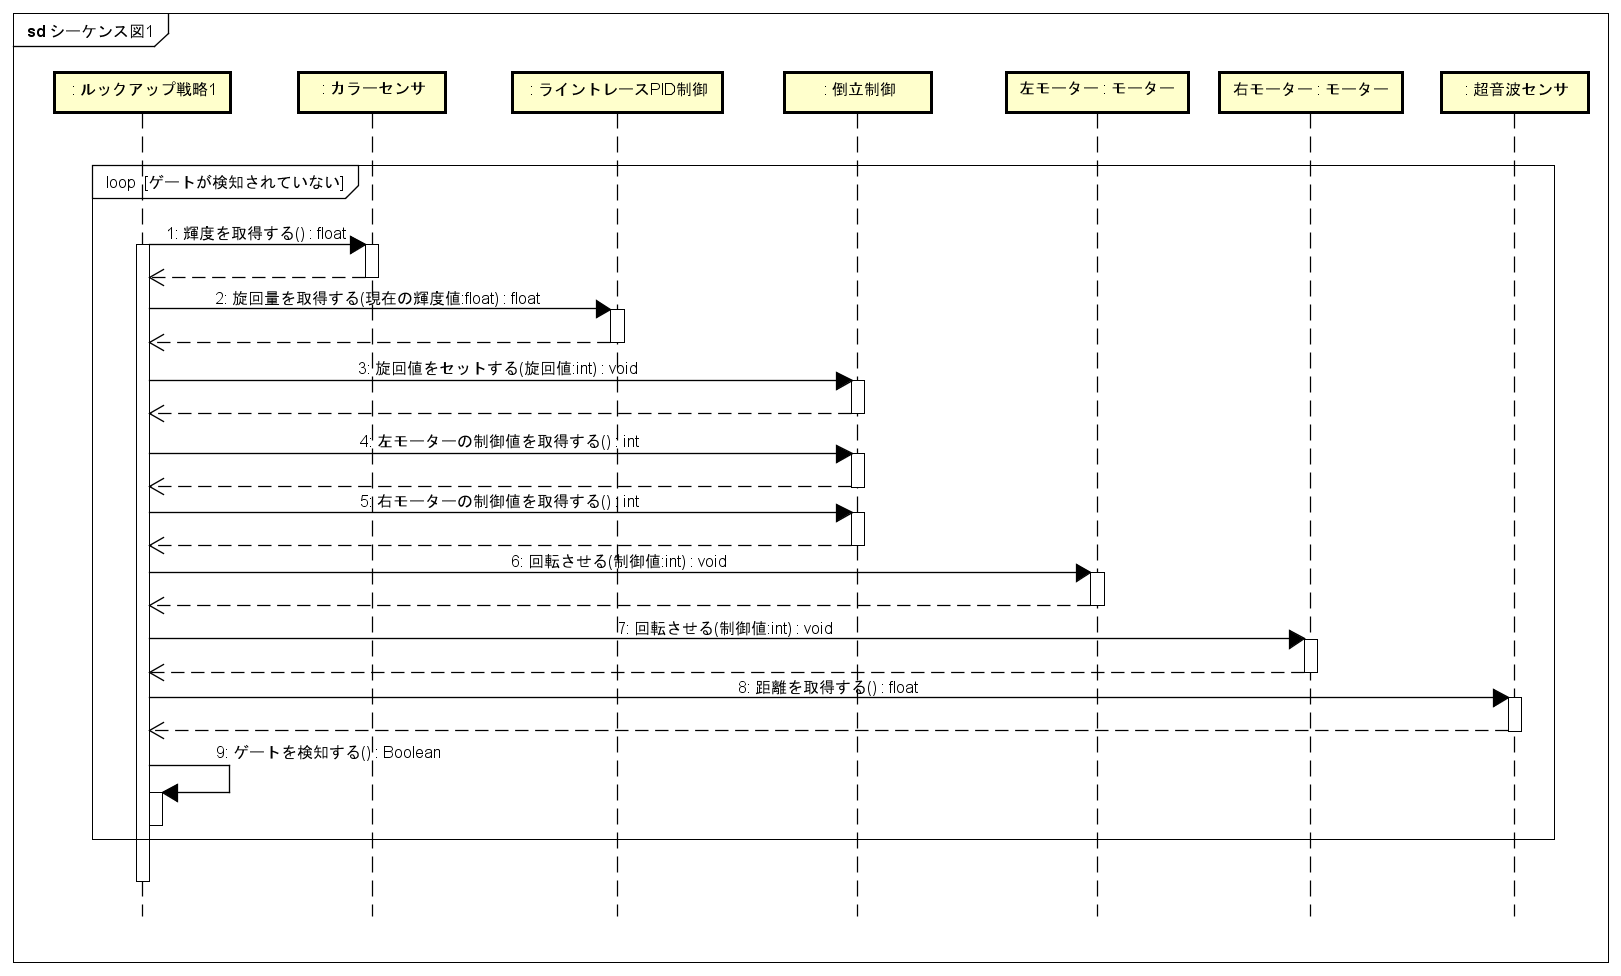 sd シーケンス図1
: ルックアップ戦略1
: カラーセンサ
: ライントレースPID制御
: 倒立制御
左モーター : モーター
右モーター : モーター
: 超音波センサ
loop [ゲートが検知されていない]
1: 輝度を取得する() : float
2: 旋回量を取得する(現在の輝度値:float) : float
3: 旋回値をセットする(旋回値:int) : void
4: 左モーターの制御値を取得する() : int
5: 右モーターの制御値を取得する() : int
6: 回転させる(制御値:int) : void
7: 回転させる(制御値:int) : void
8: 距離を取得する() : float
9: ゲートを検知する() : Boolean